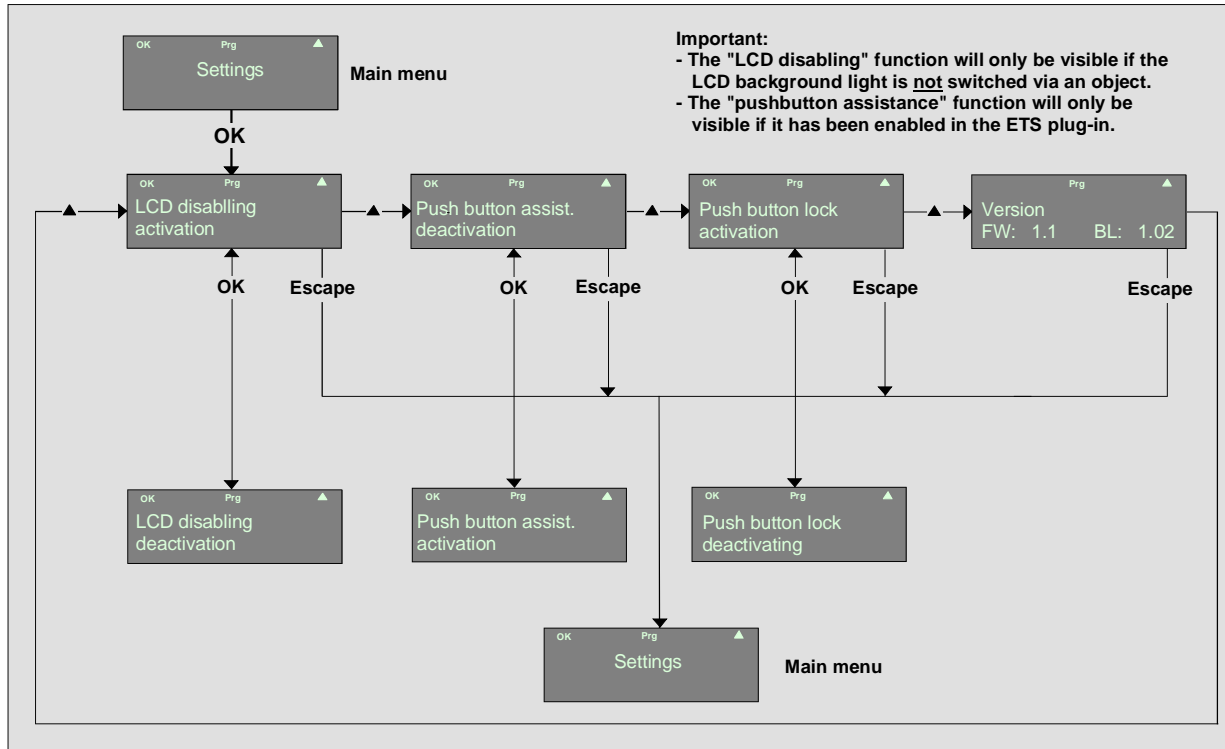 OK Prg ▲
Settings
Main menu
Important:
- The "LCD disabling" function will only be visible if the
LCD background light is not switched via an object.
- The "pushbutton assistance" function will only be
visible if it has been enabled in the ETS plug-in.
OK
OK Prg ▲
LCD disablling
activation
OK Prg ▲
Push button assist.
deactivation
OK Prg ▲
Push button lock
activation
Prg ▲
Version
FW: 1.1 BL: 1.02
OK Escape
OK Escape
OK Escape
Escape
OK Prg ▲
LCD disabling
deactivation
OK Prg ▲
Push button assist.
activation
OK Prg ▲
Push button lock
deactivating
OK Prg ▲
Settings
Main menu